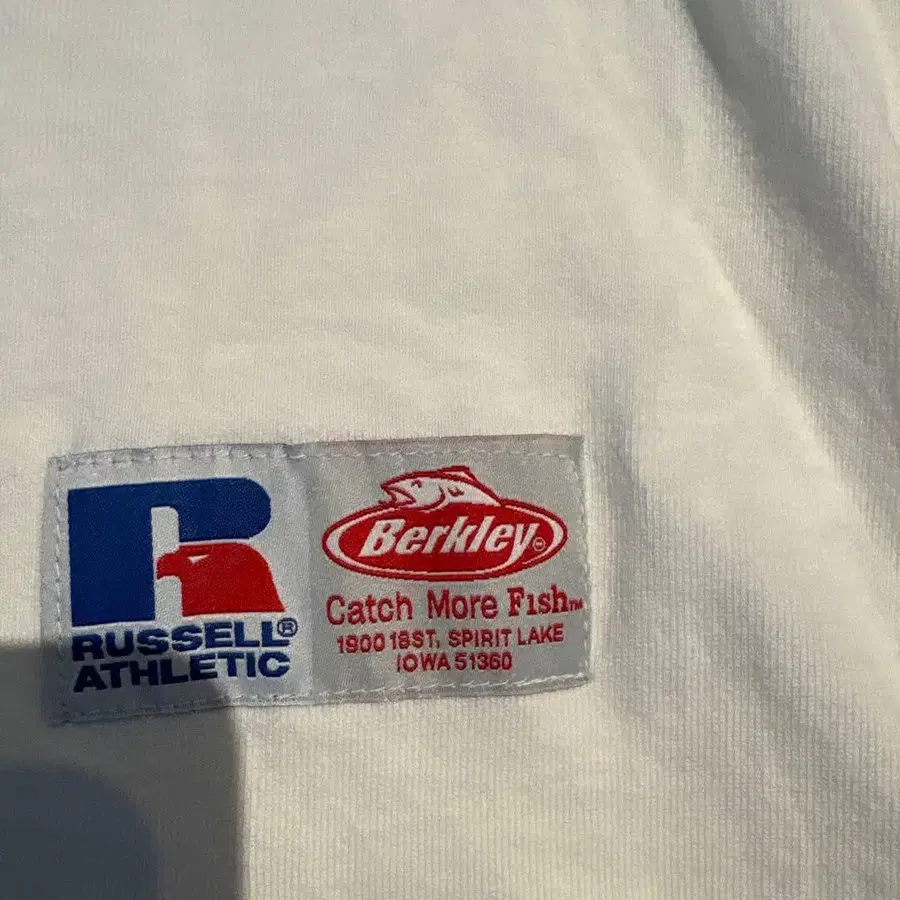 RUSSELL®
ATHLETIC
Berkley®
Catch More Fish™
1900 18ST, SPIRIT LAKE
IOWA 51360